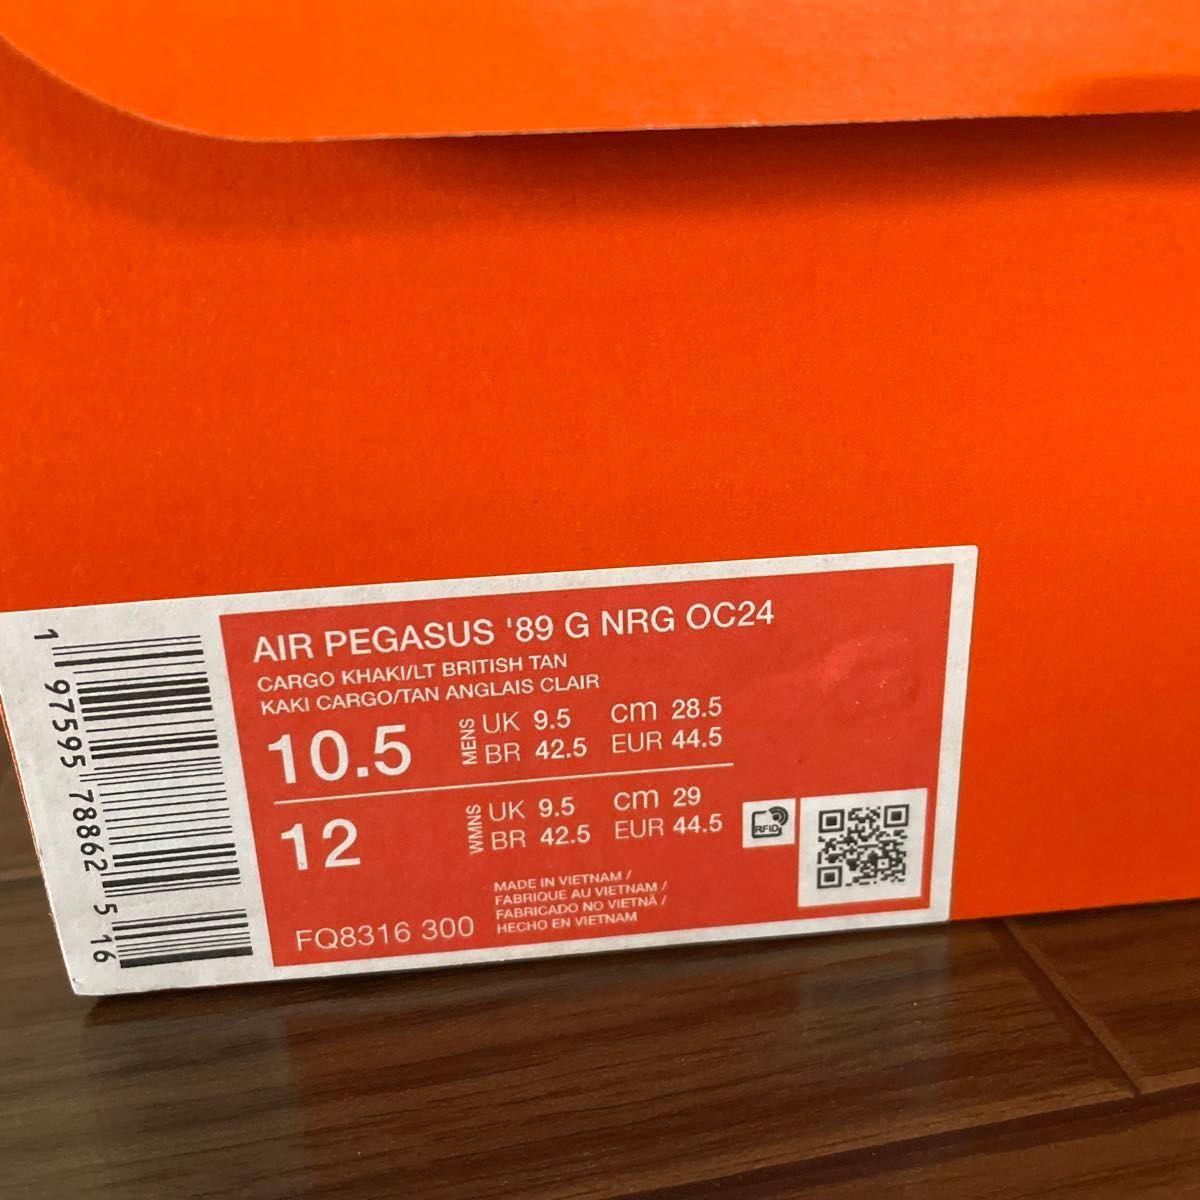 AIR PEGASUS '89 G NRG OC24
CARGO KHAKI/LT BRITISH TAN
KAKI CARGO/TAN ANGLAIS CLAIR
10.5 MENS UK 9.5 cm 28.5
BR 42.5 EUR 44.5
12 WMNS UK 9.5 cm 29
BR 42.5 EUR 44.5
RFID
MADE IN VIETNAM /
FABRIQUE AU VIETNAM /
FABRICADO NO VIETNÃ /
HECHO EN VIETNAM
FQ8316 300
1 97595 78862 5 16